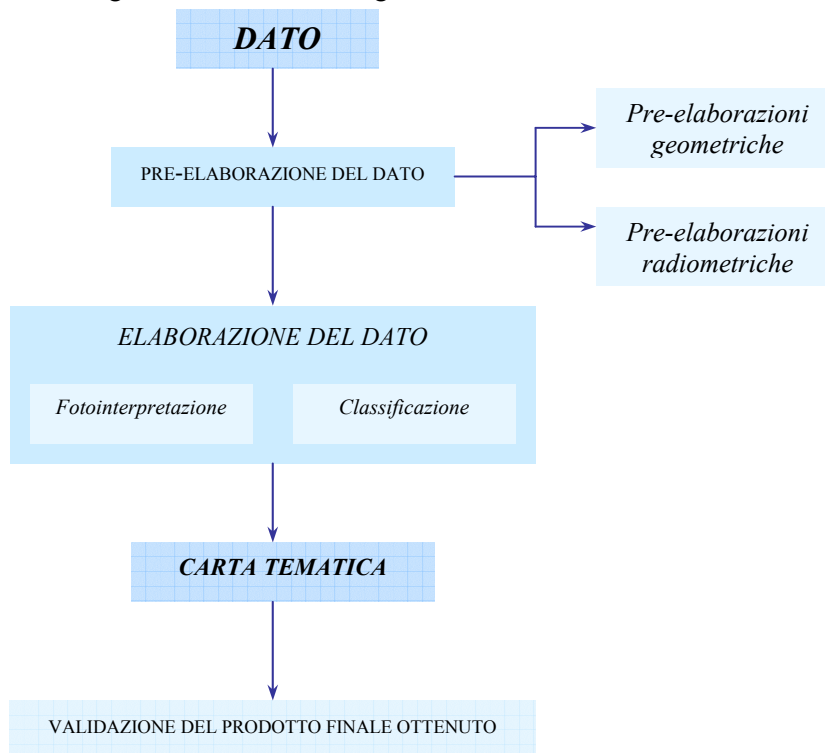 DATO
Pre-elaborazioni
geometriche
PRE-ELABORAZIONE DEL DATO
Pre-elaborazioni
radiometriche
ELABORAZIONE DEL DATO
Fotointerpretazione
Classificazione
CARTA TEMATICA
VALIDAZIONE DEL PRODOTTO FINALE OTTENUTO